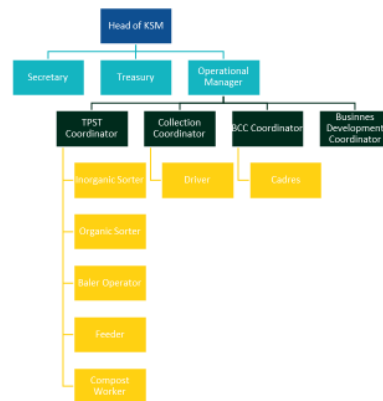 Head of KSM
Secretary
Treasury
Operational
Manager
TPST
Coordinator
Collection
Coordinator
BCC Coordinator
Businnes
Development
Coordinator
Inorganic Sorter
Driver
Cadres
Organic Sorter
Baler Operator
Feeder
Compost
Worker